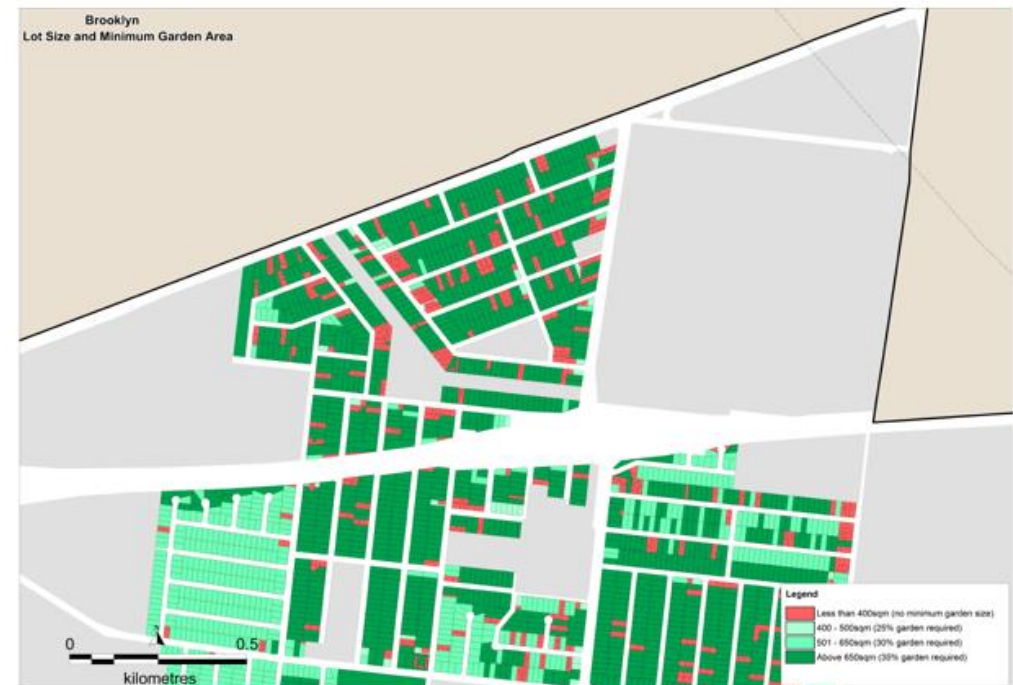 Brooklyn
Lot Size and Minimum Garden Area
Legend
Less than 400sqm (no minimum garden size)
400 - 500sqm (25% garden required)
501 - 650sqm (30% garden required)
Above 650sqm (35% garden required)
0 0.5
kilometres